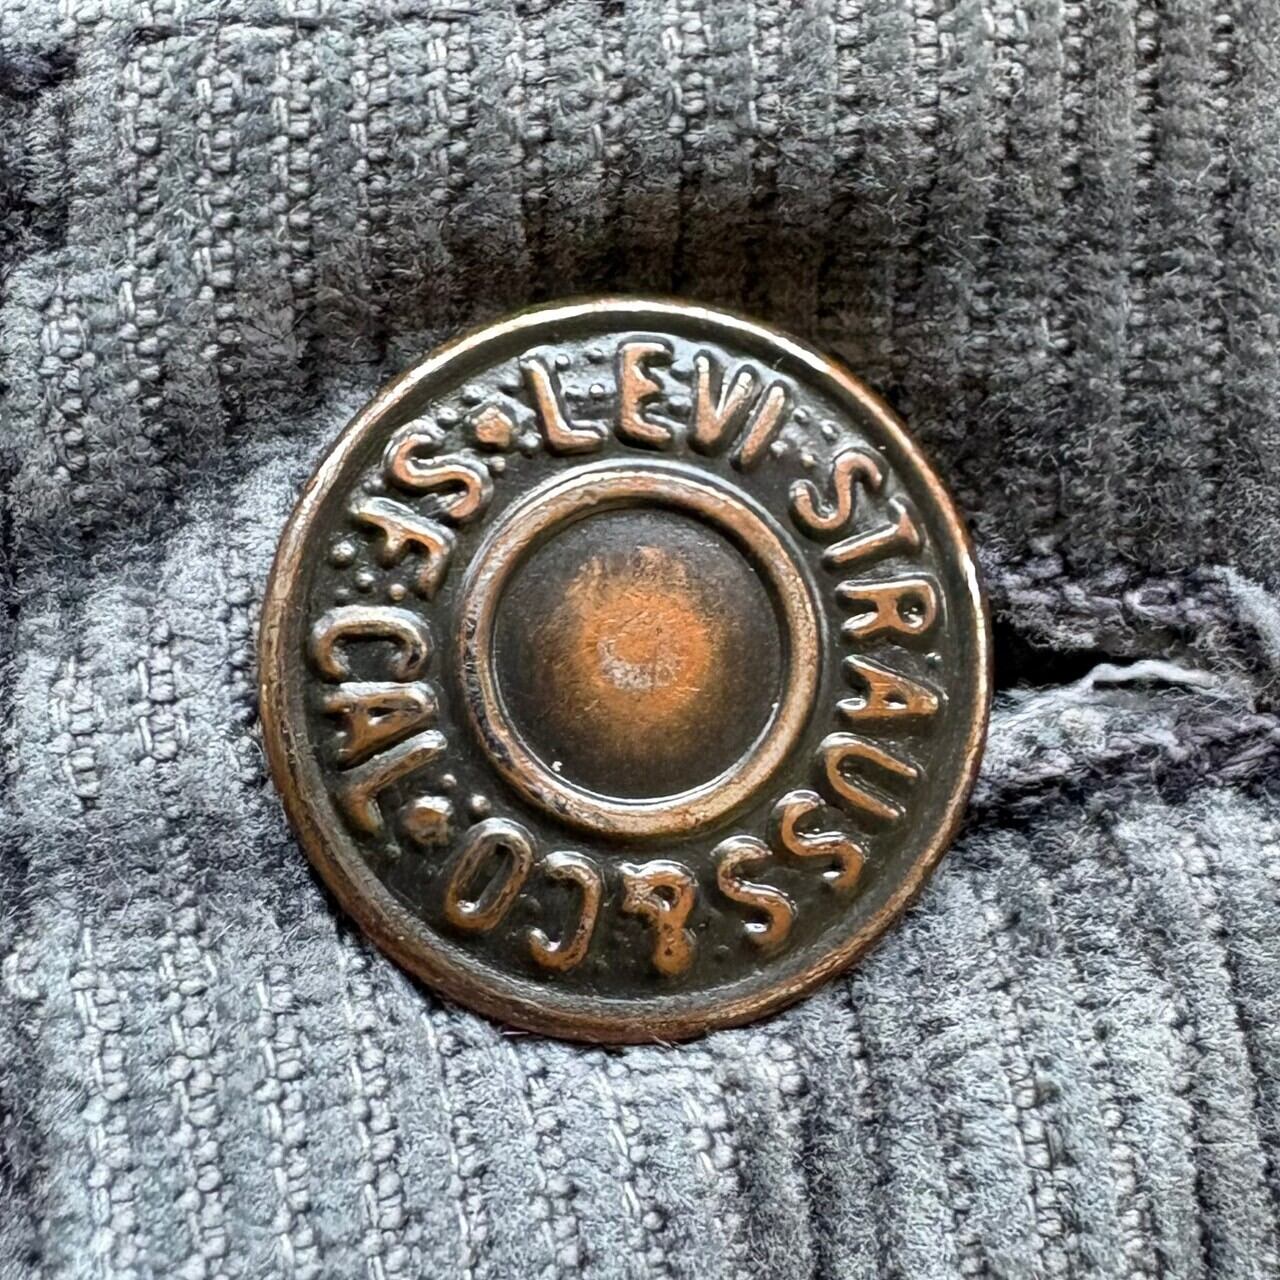 LEVI STRAUSS & CO • S.F. CAL •